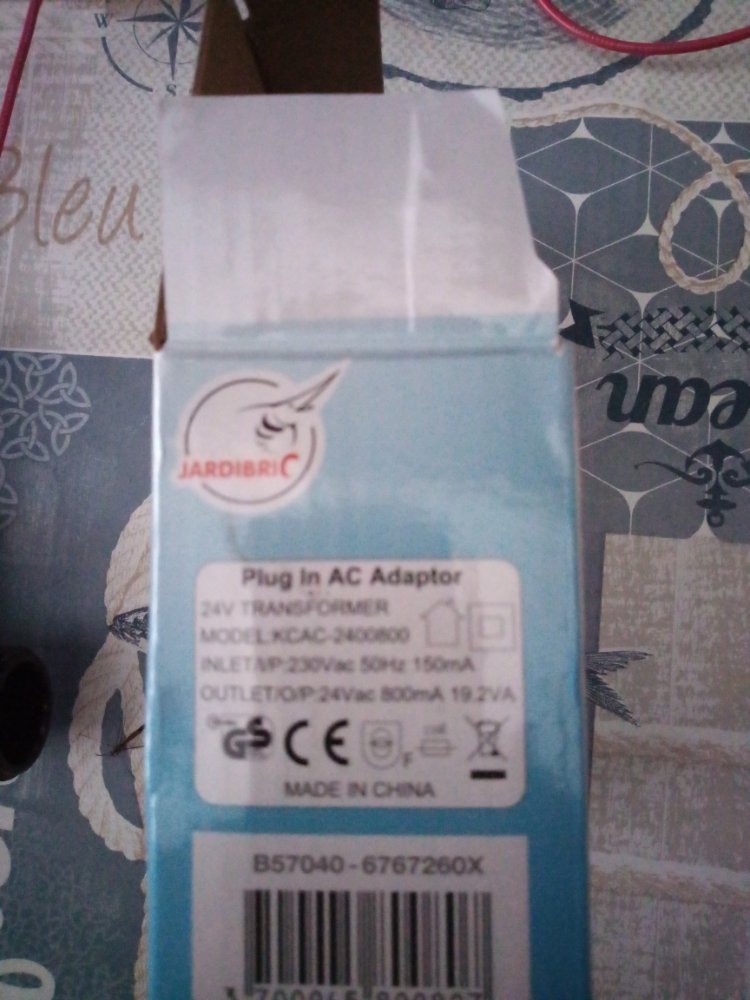 W
S
Bleu
JARDIBRIC
Plug In AC Adaptor
24V TRANSFORMER
MODEL:KCAC-2400800
INLET/I/P:230Vac 50Hz 150mA
OUTLET/O/P:24Vac 800mA 19.2VA
GS CE F
MADE IN CHINA
B57040-6767260X